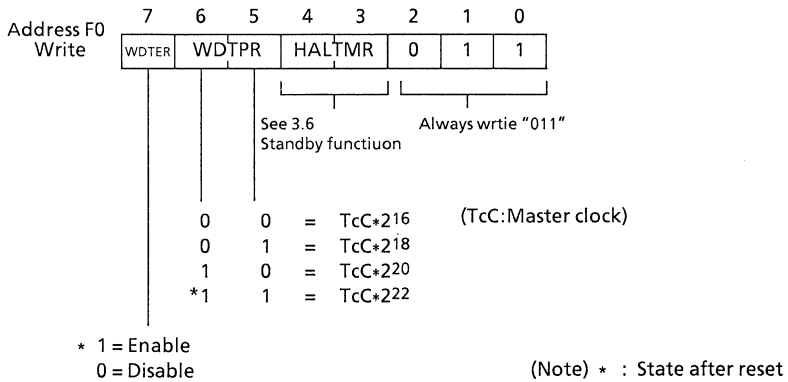 7 6 5 4 3 2 1 0
Address F0
Write
WDTER WDTPR HALTMR 0 1 1
See 3.6
Standby functiuon
Always wrtie "011"
0 0 = TcC*2^16 (TcC:Master clock)
0 1 = TcC*2^18
1 0 = TcC*2^20
*1 1 = TcC*2^22
* 1 = Enable
0 = Disable
(Note) * : State after reset